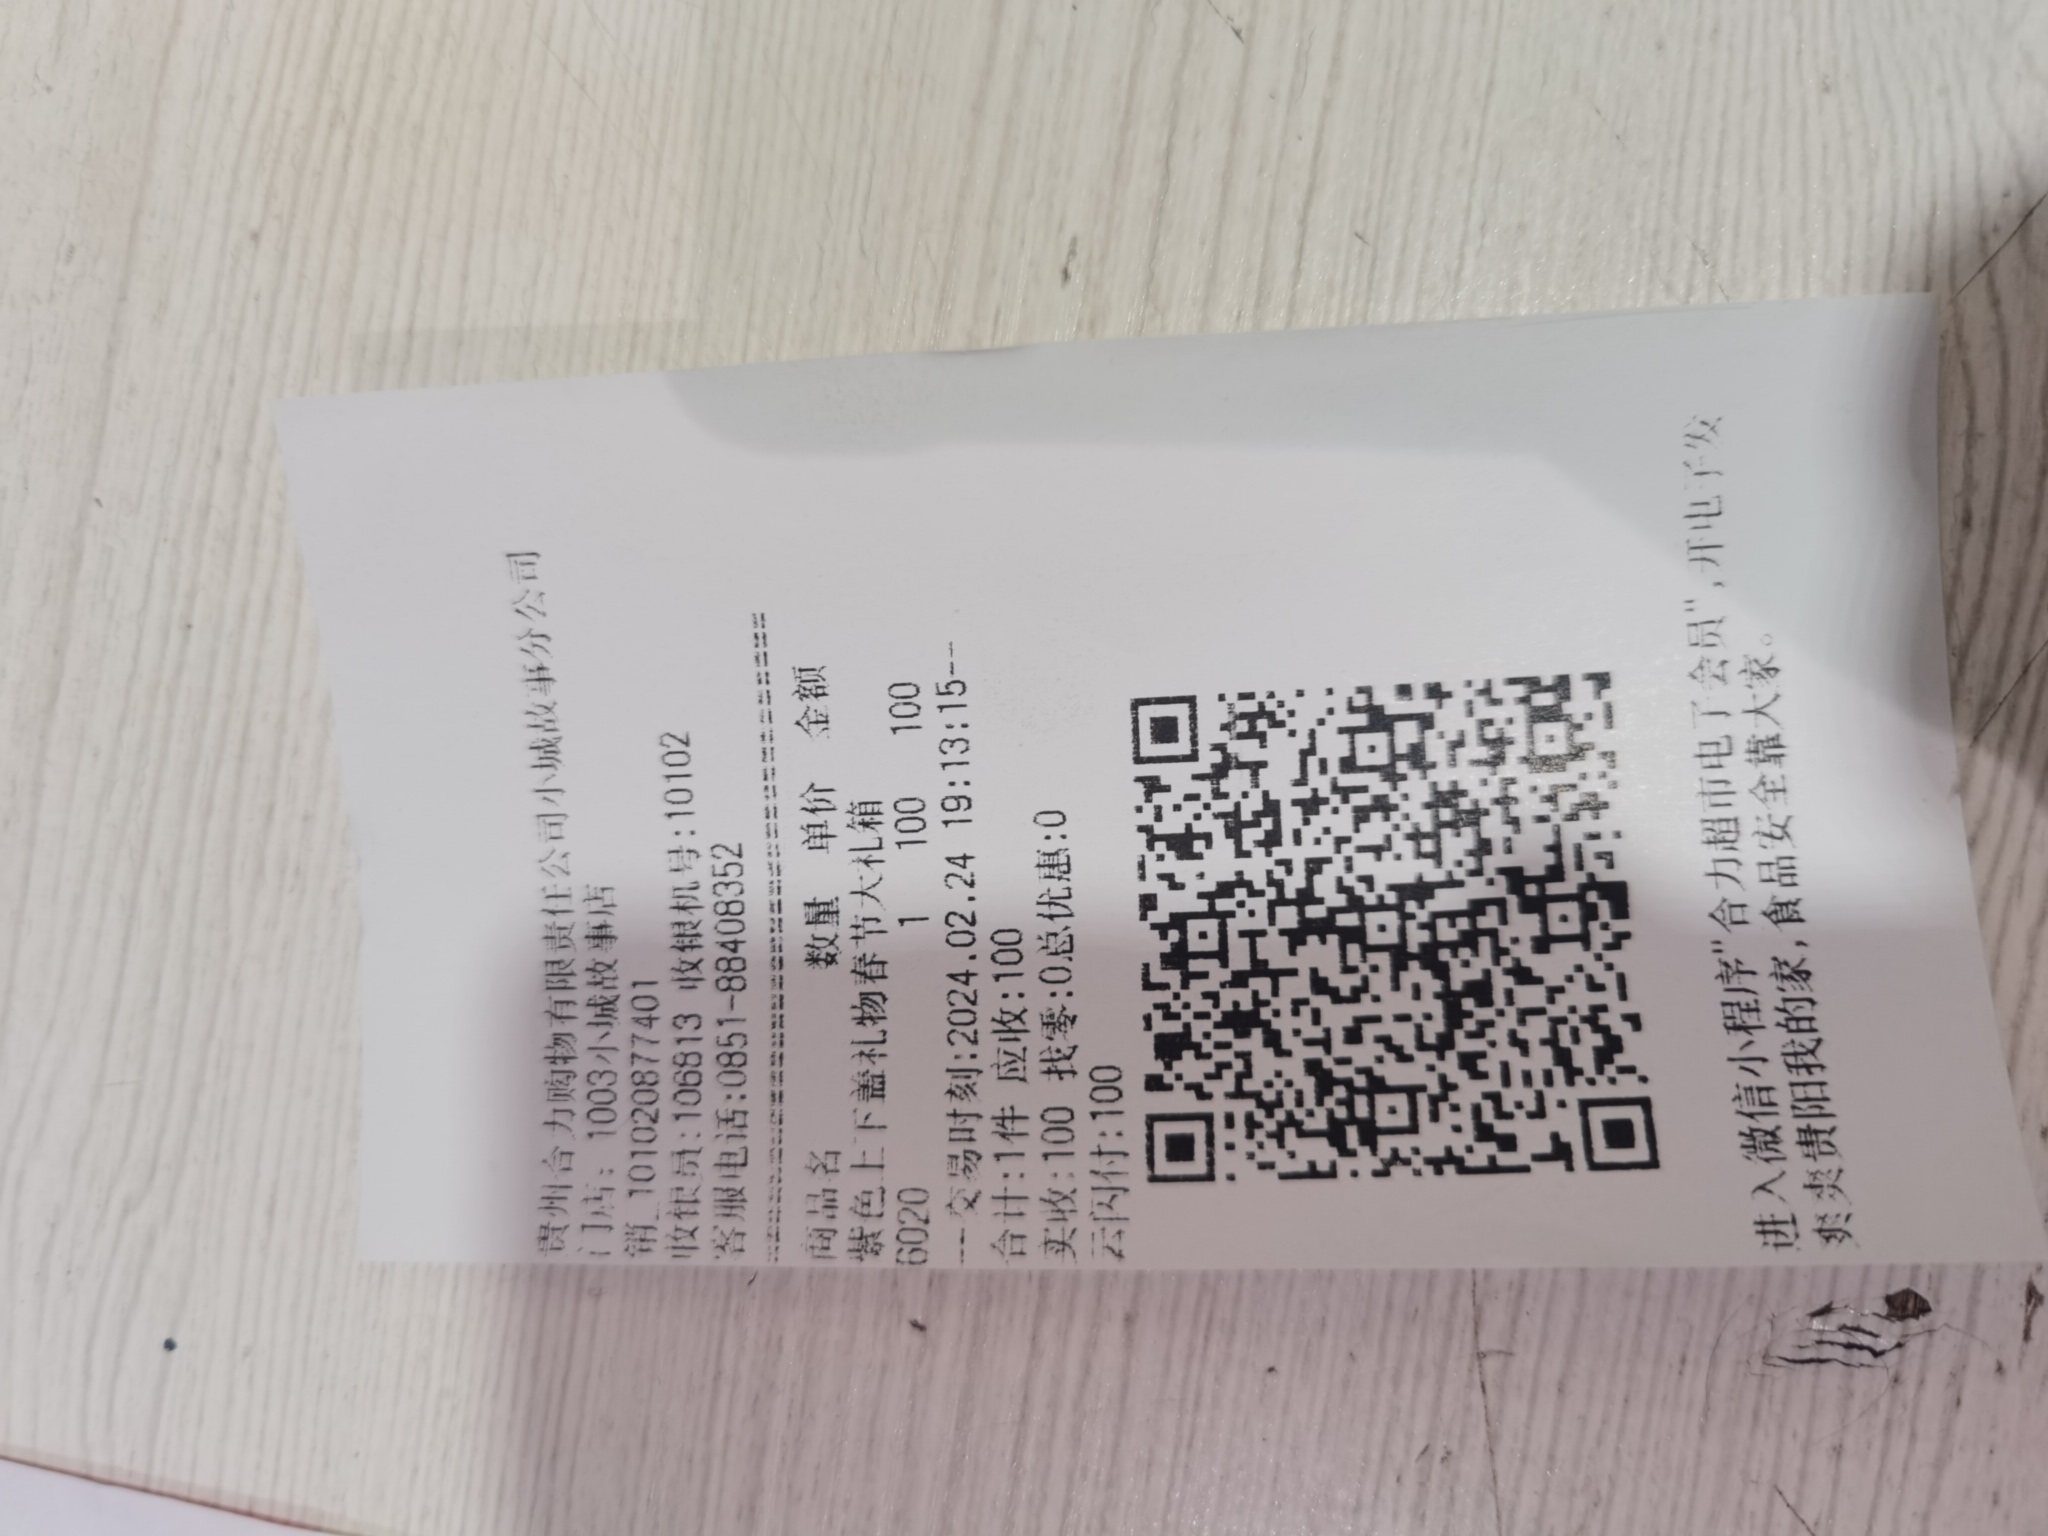 贵州合力购物有限责任公司小城故事分公司
门店: 1003小城故事店
销_101020877401
收银员:106813 收银机号:10102
客服电话:0851-88408352
商品名 数量 单价 金额
紫色上下盖礼物春节大礼箱
6020 1 100 100
---交易时刻:2024.02.24 19:13:15---
合计:1件 应收:100
实收:100 找零:0总优惠:0
云闪付:100
进入微信小程序"合力超市电子会员",开电子发
爽爽贵阳我的家,食品安全靠大家。